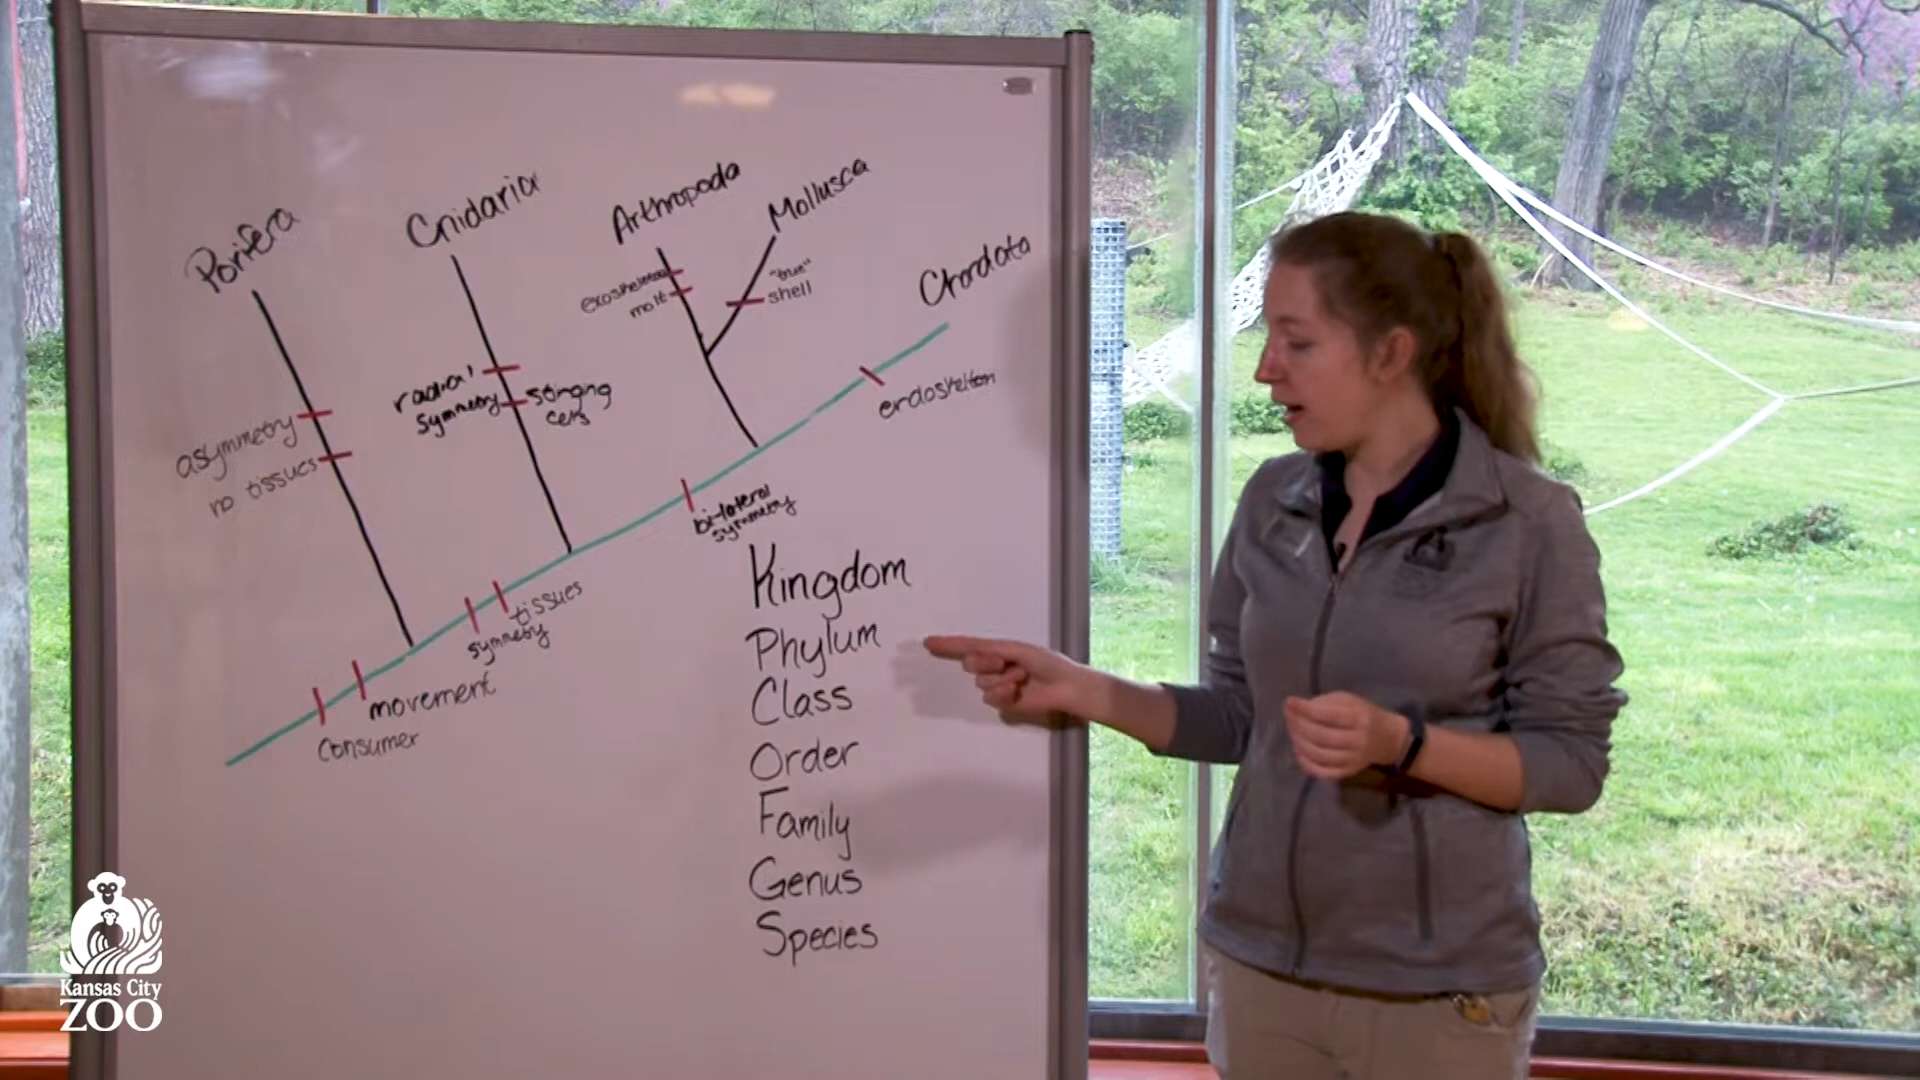 Porifera
Cnidaria
Arthropoda
Mollusca
Chordata
exoskeleton
molt
"true"
shell
radial
symmetry
stinging
cells
endoskelton
asymmetry
no tissues
bi-lateral
symmetry
tissues
symmetry
movement
Consumer
Kingdom
Phylum
Class
Order
Family
Genus
Species
Kansas City
ZOO